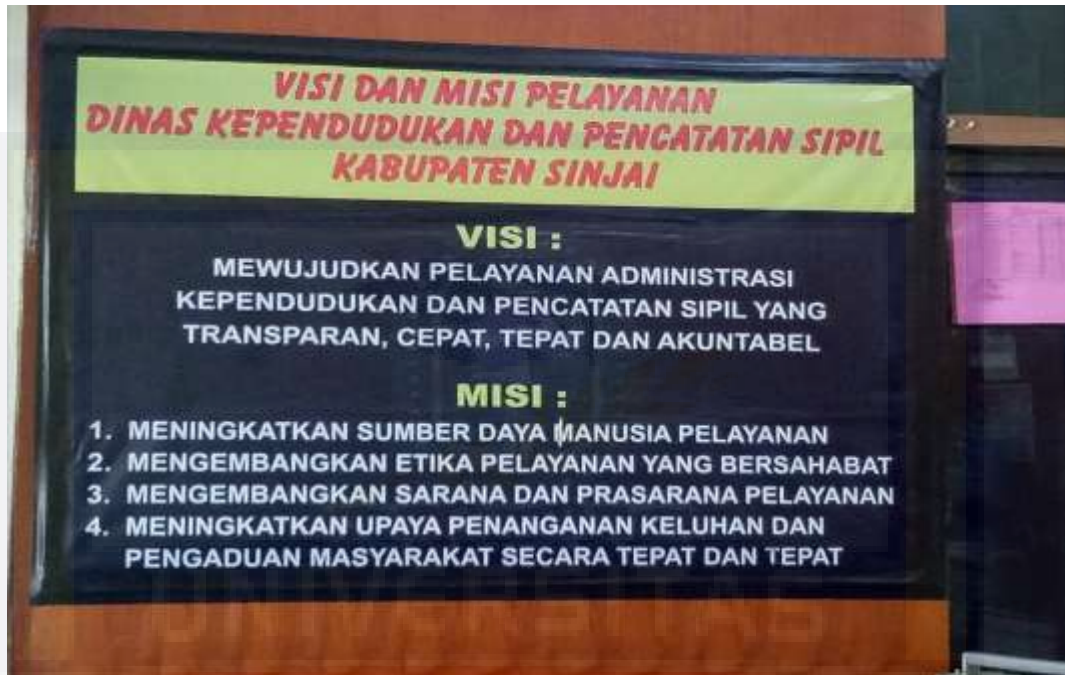 VISI DAN MISI PELAYANAN
DINAS KEPENDUDUKAN DAN PENCATATAN SIPIL
KABUPATEN SINJAI
VISI :
MEWUJUDKAN PELAYANAN ADMINISTRASI
KEPENDUDUKAN DAN PENCATATAN SIPIL YANG
TRANSPARAN, CEPAT, TEPAT DAN AKUNTABEL
MISI :
1. MENINGKATKAN SUMBER DAYA MANUSIA PELAYANAN
2. MENGEMBANGKAN ETIKA PELAYANAN YANG BERSAHABAT
3. MENGEMBANGKAN SARANA DAN PRASARANA PELAYANAN
4. MENINGKATKAN UPAYA PENANGANAN KELUHAN DAN
PENGADUAN MASYARAKAT SECARA TEPAT DAN TEPAT
UNIVERSITAS